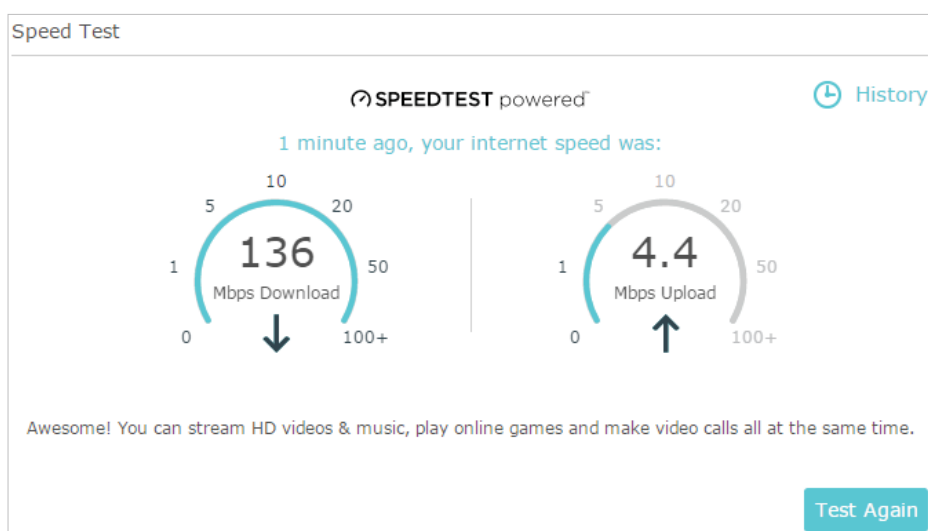 Speed Test
SPEEDTEST powered™
History
1 minute ago, your internet speed was:
10
5
20
136
1
50
Mbps Download
0
100+
10
5
20
4.4
1
50
Mbps Upload
0
100+
Awesome! You can stream HD videos & music, play online games and make video calls all at the same time.
Test Again